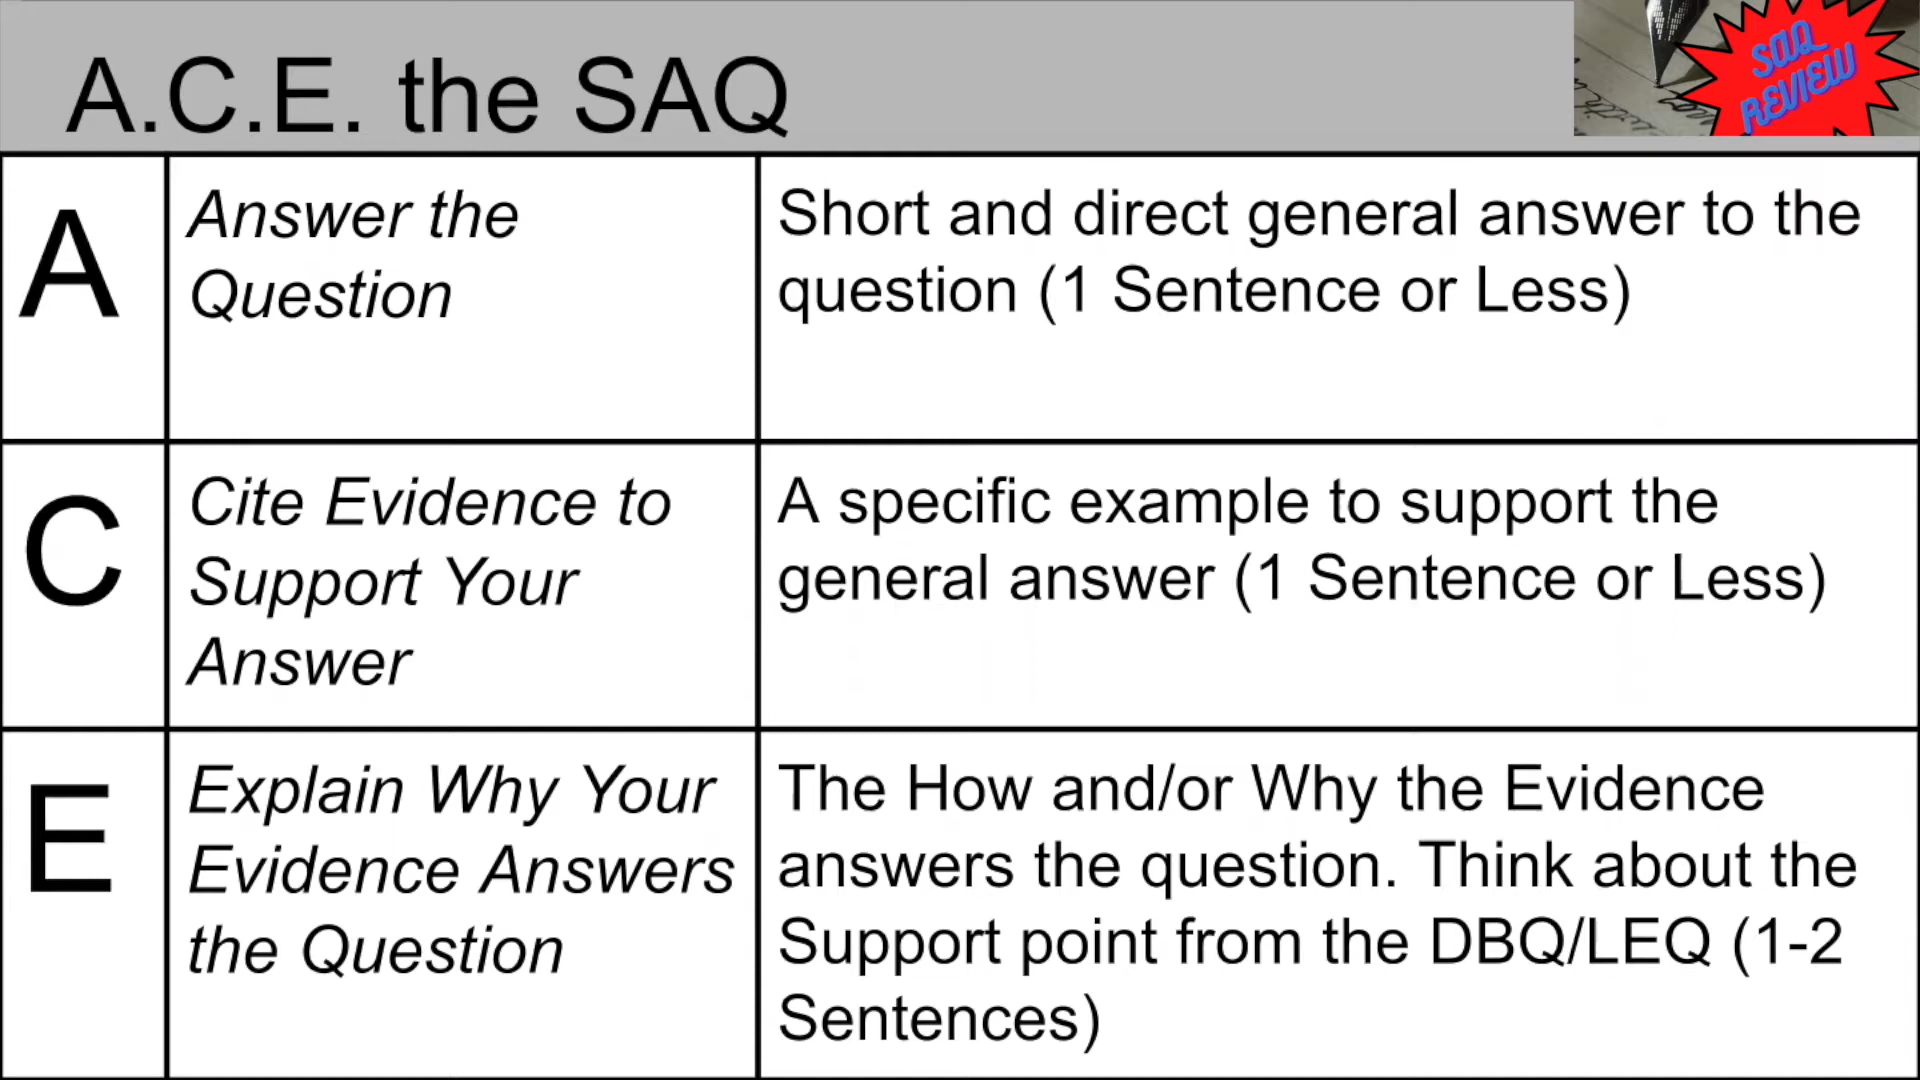 A.C.E. the SAQ
SAQ
REVIEW
A
Answer the
Question
Short and direct general answer to the
question (1 Sentence or Less)
C
Cite Evidence to
Support Your
Answer
A specific example to support the
general answer (1 Sentence or Less)
E
Explain Why Your
Evidence Answers
the Question
The How and/or Why the Evidence
answers the question. Think about the
Support point from the DBQ/LEQ (1-2
Sentences)